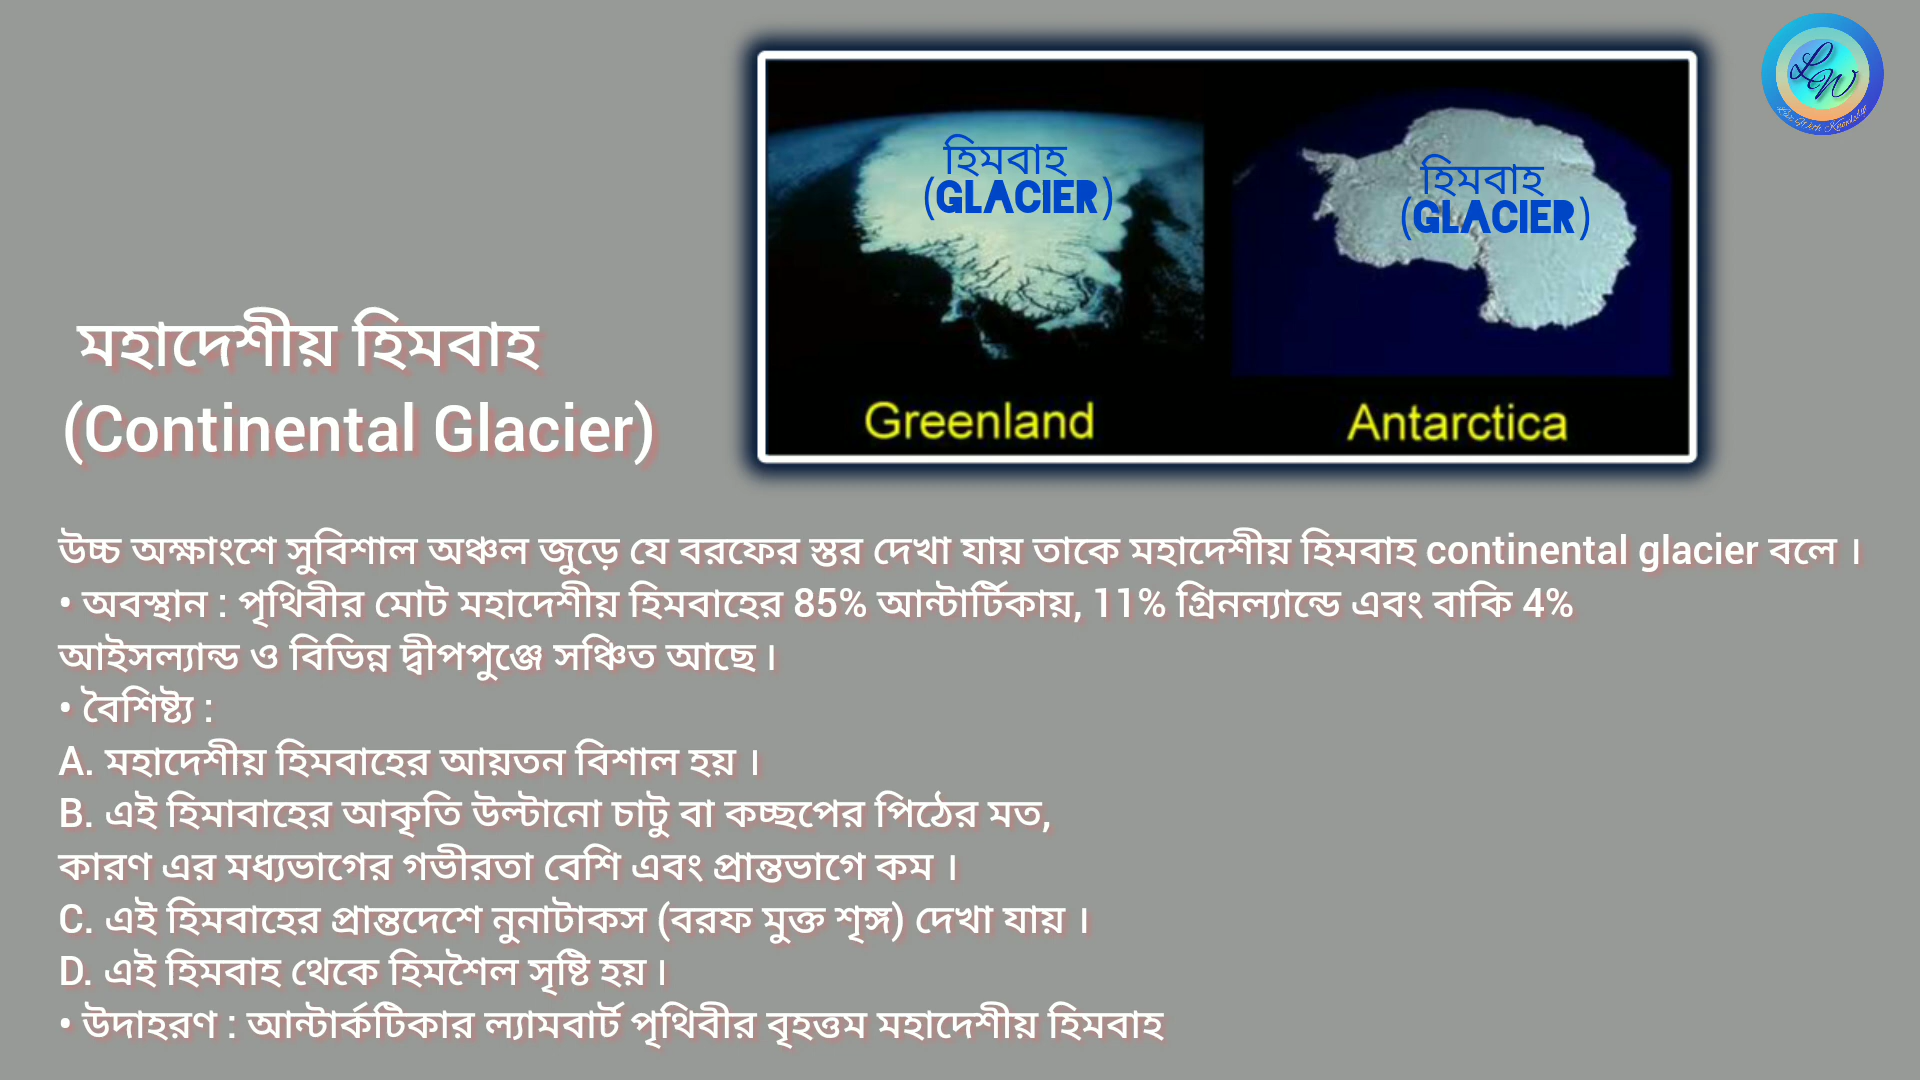 হিমবাহ
(GLACIER)
হিমবাহ
(GLACIER)
Greenland
Antarctica
LW
মহাদেশীয় হিমবাহ
(Continental Glacier)
উচ্চ অক্ষাংশে সুবিশাল অঞ্চল জুড়ে যে বরফের স্তর দেখা যায় তাকে মহাদেশীয় হিমবাহ continental glacier বলে ।
• অবস্থান : পৃথিবীর মোট মহাদেশীয় হিমবাহের 85% আন্টার্টিকায়, 11% গ্রিনল্যান্ডে এবং বাকি 4%
আইসল্যান্ড ও বিভিন্ন দ্বীপপুঞ্জে সঞ্চিত আছে ।
• বৈশিষ্ট্য :
A. মহাদেশীয় হিমবাহের আয়তন বিশাল হয় ।
B. এই হিমাবাহের আকৃতি উল্টানো চাটু বা কচ্ছপের পিঠের মত,
কারণ এর মধ্যভাগের গভীরতা বেশি এবং প্রান্তভাগে কম ।
C. এই হিমবাহের প্রান্তদেশে নুনাটাকস (বরফ মুক্ত শৃঙ্গ) দেখা যায় ।
D. এই হিমবাহ থেকে হিমশৈল সৃষ্টি হয় ।
• উদাহরণ : আন্টার্কটিকার ল্যামবার্ট পৃথিবীর বৃহত্তম মহাদেশীয় হিমবাহ